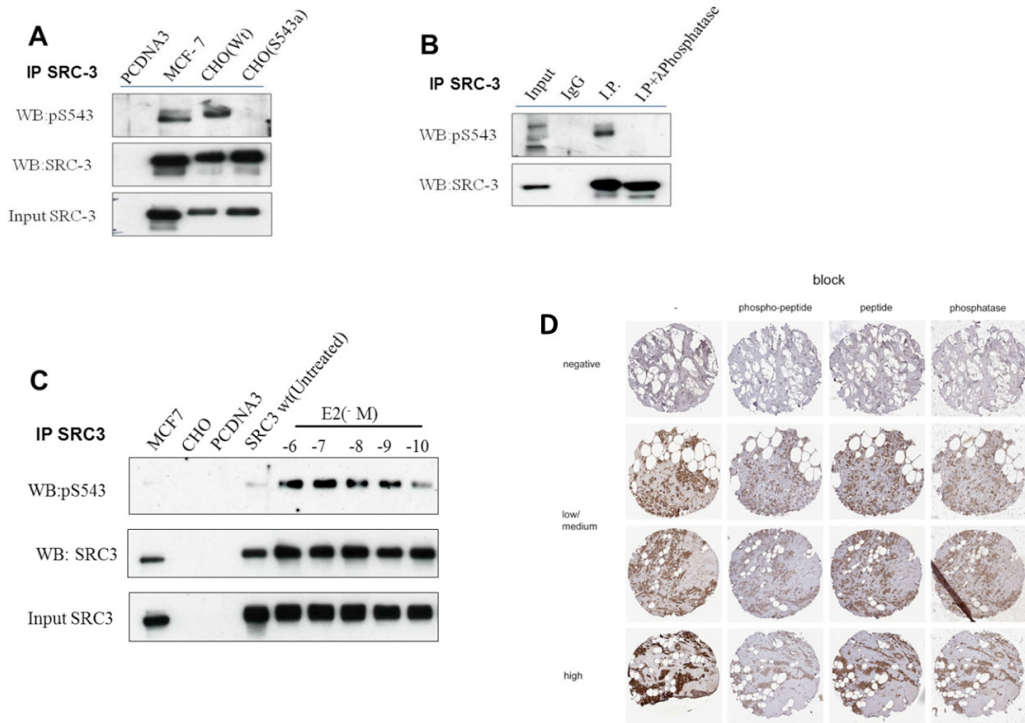 A
IP SRC-3
PCDNA3
MCF- 7
CHO(Wt)
CHO(S543a)
WB:pS543
WB:SRC-3
Input SRC-3
B
IP SRC-3
Input
IgG
I.P.
I.P+λPhosphatase
WB:pS543
WB:SRC-3
C
IP SRC3
MCF7
CHO
PCDNA3
SRC3 wt(Untreated)
E2(⁻ M)
-6 -7 -8 -9 -10
WB:pS543
WB: SRC3
Input SRC3
D
block
- phospho-peptide peptide phosphatase
negative
low/
medium
high